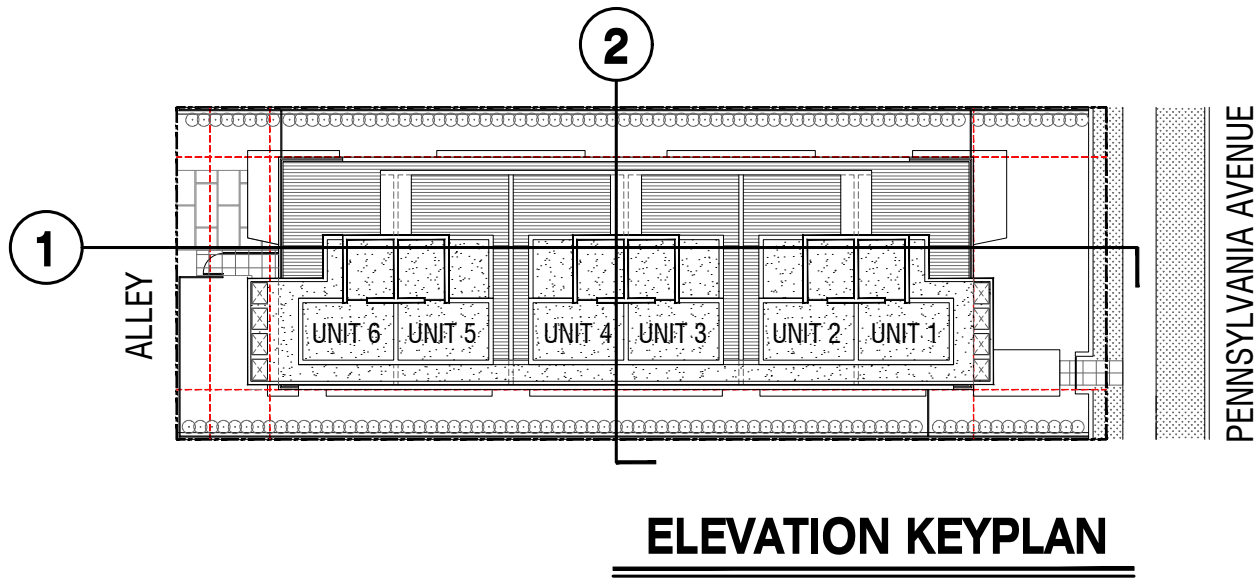 2
1
ALLEY
UNIT 6
UNIT 5
UNIT 4
UNIT 3
UNIT 2
UNIT 1
PENNSYLVANIA AVENUE
ELEVATION KEYPLAN